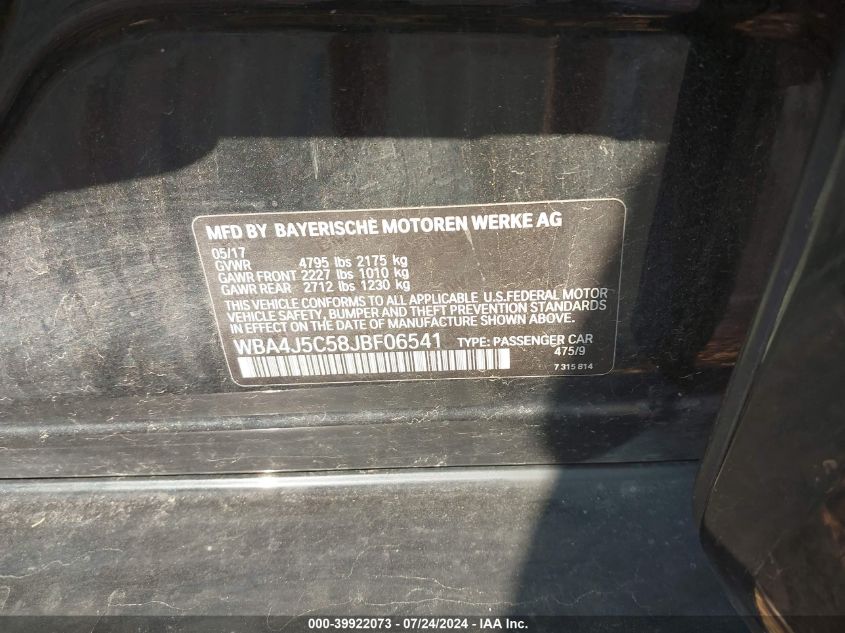 MFD BY BAYERISCHE MOTOREN WERKE AG
05/17
GVWR 4795 lbs 2175 kg
GAWR FRONT 2227 lbs 1010 kg
GAWR REAR 2712 lbs 1230 kg
THIS VEHICLE CONFORMS TO ALL APPLICABLE U.S.FEDERAL MOTOR
VEHICLE SAFETY, BUMPER AND THEFT PREVENTION STANDARDS
IN EFFECT ON THE DATE OF MANUFACTURE SHOWN ABOVE.
WBA4J5C58JBF06541 TYPE: PASSENGER CAR
475/9
7 315 814
000-39922073 - 07/24/2024 - IAA Inc.